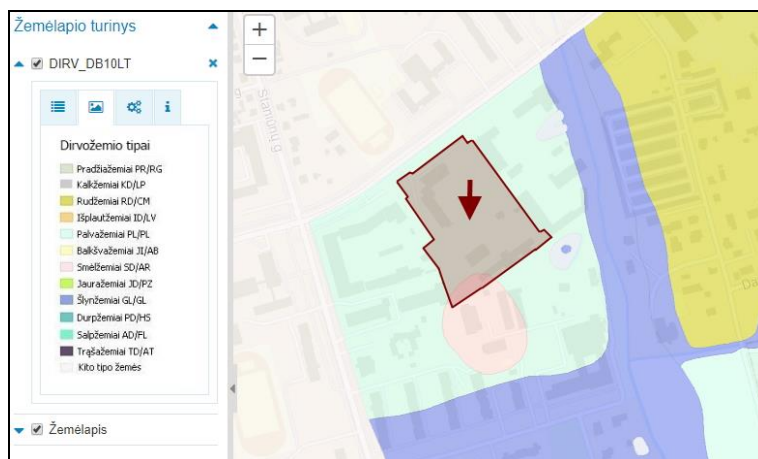 Žemėlapio turinys
DIRV_DB10LT
Dirvožemio tipai
Pradžiažemiai PR/RG
Kalkžemiai KD/LP
Rudžemiai RD/CM
Išplautžemiai ID/LV
Palvažemiai PL/PL
Balkšvažemiai JI/AB
Smėlžemiai SD/AR
Jauražemiai JD/PZ
Šlynžemiai GL/GL
Durpžemiai PD/HS
Salpžemiai AD/FL
Trąšažemiai TD/AT
Kito tipo žemės
Žemėlapis
+
−
g.
Da